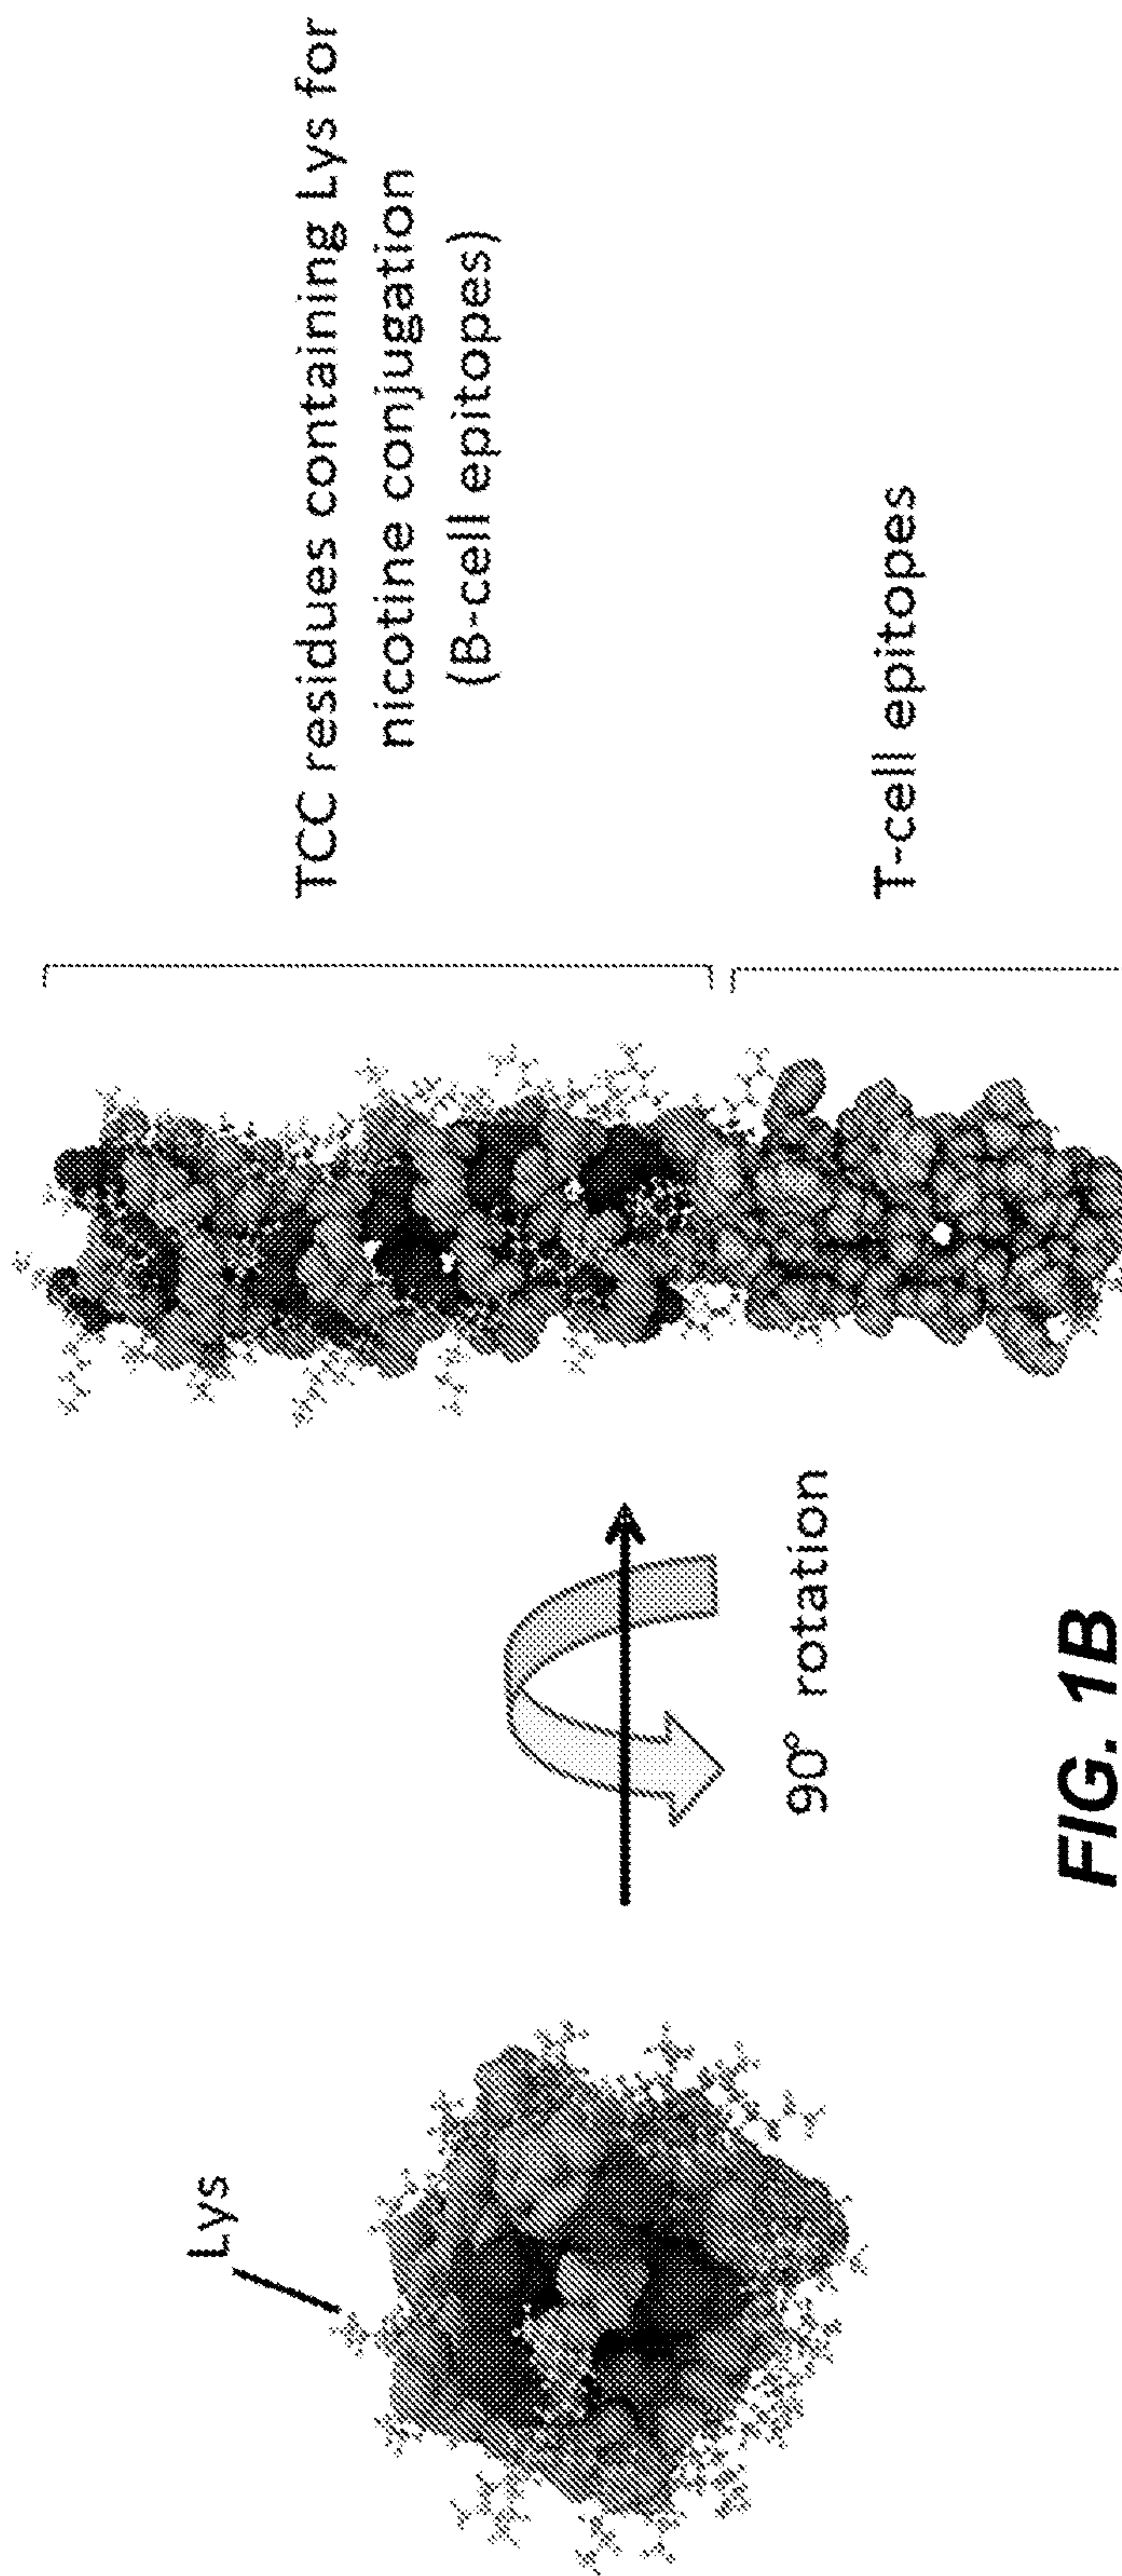 Lys
90° rotation
TCC residues containing Lys for
nicotine conjugation
(B-cell epitopes)
T-cell epitopes
FIG. 1B